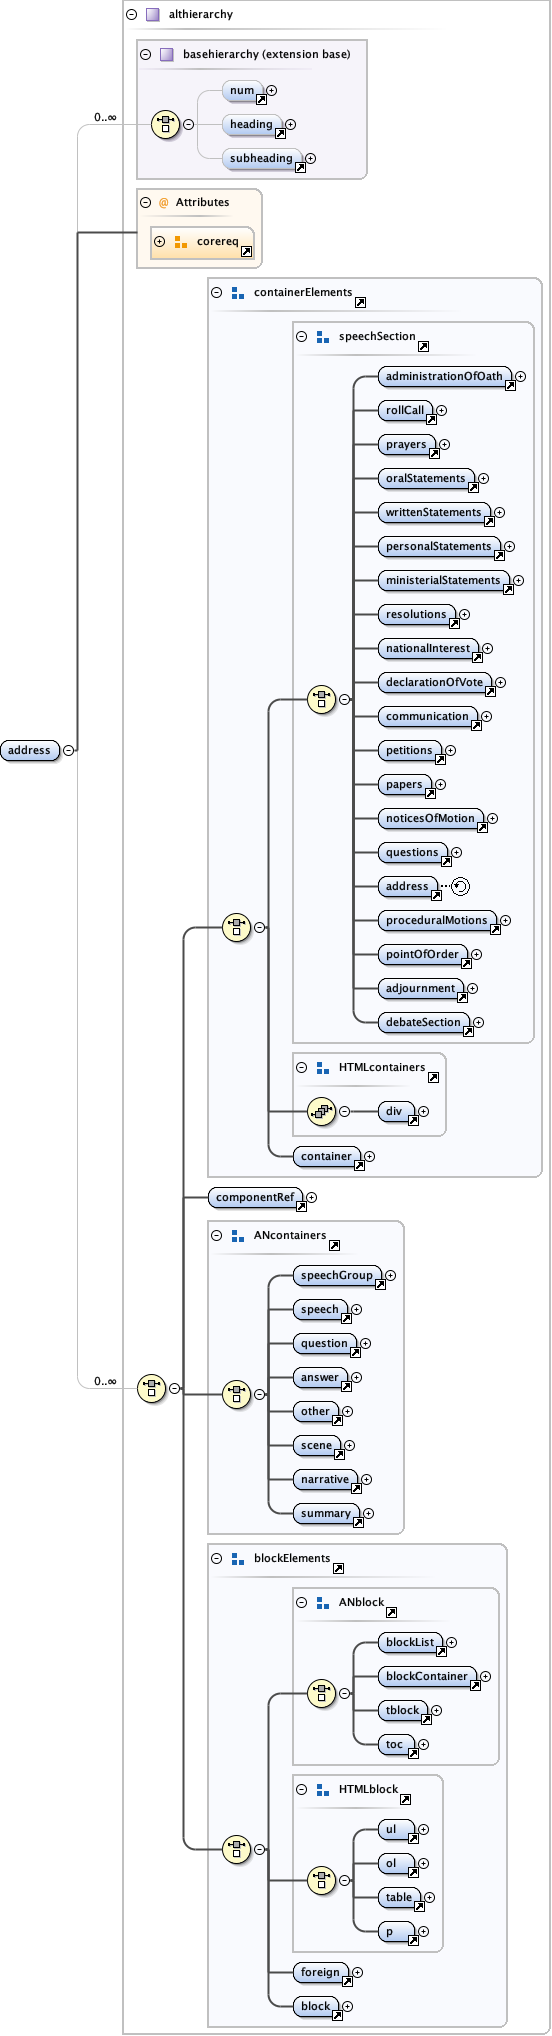 althierarchy
basehierarchy (extension base)
num
0..∞
heading
subheading
@ Attributes
corereq
containerElements
speechSection
administrationOfOath
rollCall
prayers
oralStatements
writtenStatements
personalStatements
ministerialStatements
resolutions
nationalInterest
declarationOfVote
communication
address
petitions
papers
noticesOfMotion
questions
address
proceduralMotions
pointOfOrder
adjournment
debateSection
HTMLcontainers
div
container
componentRef
ANcontainers
speechGroup
speech
question
answer
0..∞
other
scene
narrative
summary
blockElements
ANblock
blockList
blockContainer
tblock
toc
HTMLblock
ul
ol
table
p
foreign
block